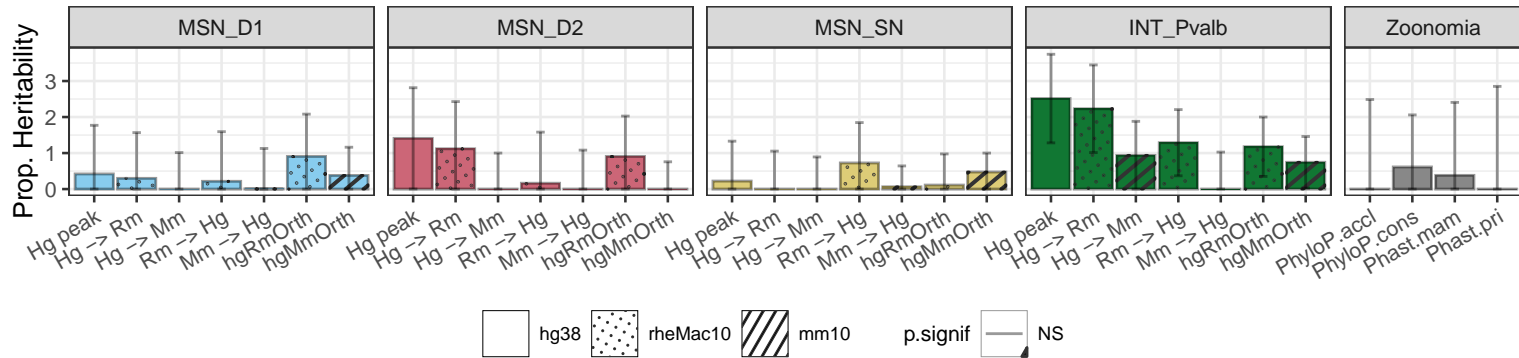 MSN_D1
MSN_D2
MSN_SN
INT_Pvalb
Zoonomia
Prop. Heritability
3
2
1
0
Hg peak
Hg −> Rm
Hg −> Mm
Rm −> Hg
Mm −> Hg
hgRmOrth
hgMmOrth
Hg peak
Hg −> Rm
Hg −> Mm
Rm −> Hg
Mm −> Hg
hgRmOrth
hgMmOrth
Hg peak
Hg −> Rm
Hg −> Mm
Rm −> Hg
Mm −> Hg
hgRmOrth
hgMmOrth
Hg peak
Hg −> Rm
Hg −> Mm
Rm −> Hg
Mm −> Hg
hgRmOrth
hgMmOrth
PhyloP.accl
PhyloP.cons
Phast.mam
Phast.pri
hg38
rheMac10
mm10
p.signif
NS